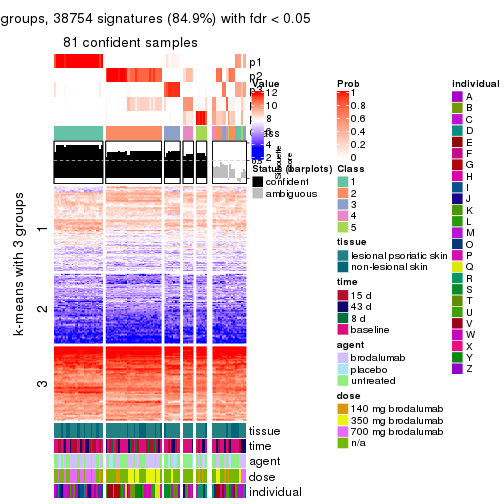 groups, 38754 signatures (84.9%) with fdr < 0.05
81 confident samples
p1
p2
k-means with 3 groups
1
2
3
tissue
time
agent
dose
individual
Value
12
10
8
6
4
2
Status (barplots)
confident
ambiguous
Prob
1
0.8
0.6
0.4
0.2
0
Class
1
2
3
4
5
tissue
lesional psoriatic skin
non-lesional skin
time
15 d
43 d
8 d
baseline
agent
brodalumab
placebo
untreated
dose
140 mg brodalumab
350 mg brodalumab
700 mg brodalumab
n/a
individual
A
B
C
D
E
F
G
H
I
J
K
L
M
O
P
Q
R
S
T
U
V
W
X
Y
Z